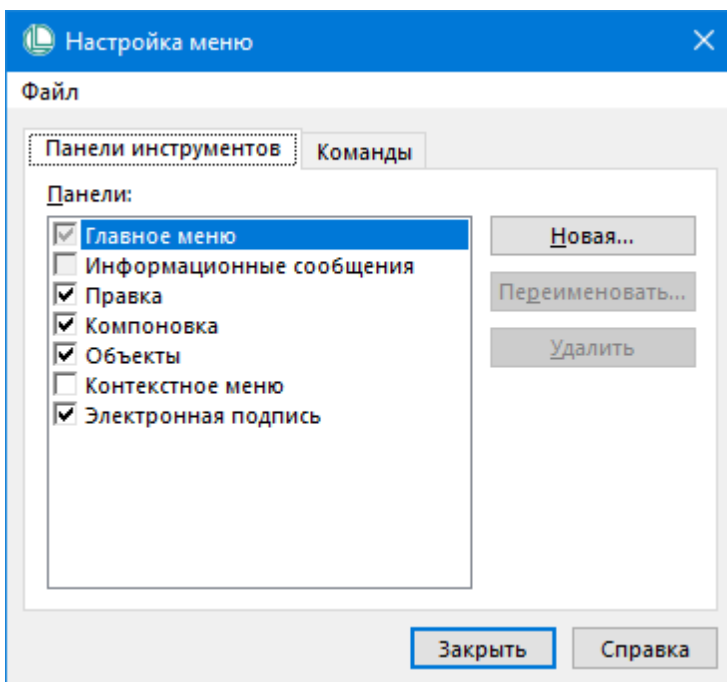 Настройка меню
Файл
Панели инструментов
Команды
Панели:
Главное меню
Информационные сообщения
Правка
Компоновка
Объекты
Контекстное меню
Электронная подпись
Новая...
Переименовать...
Удалить
Закрыть
Справка